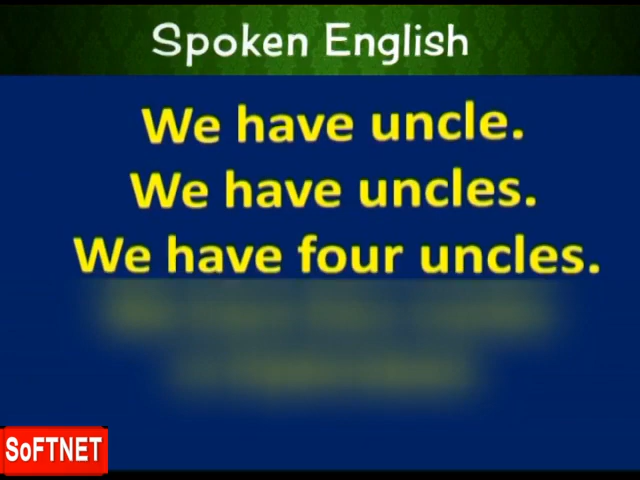 Spoken English
We have uncle.
We have uncles.
We have four uncles.
SoFTNET